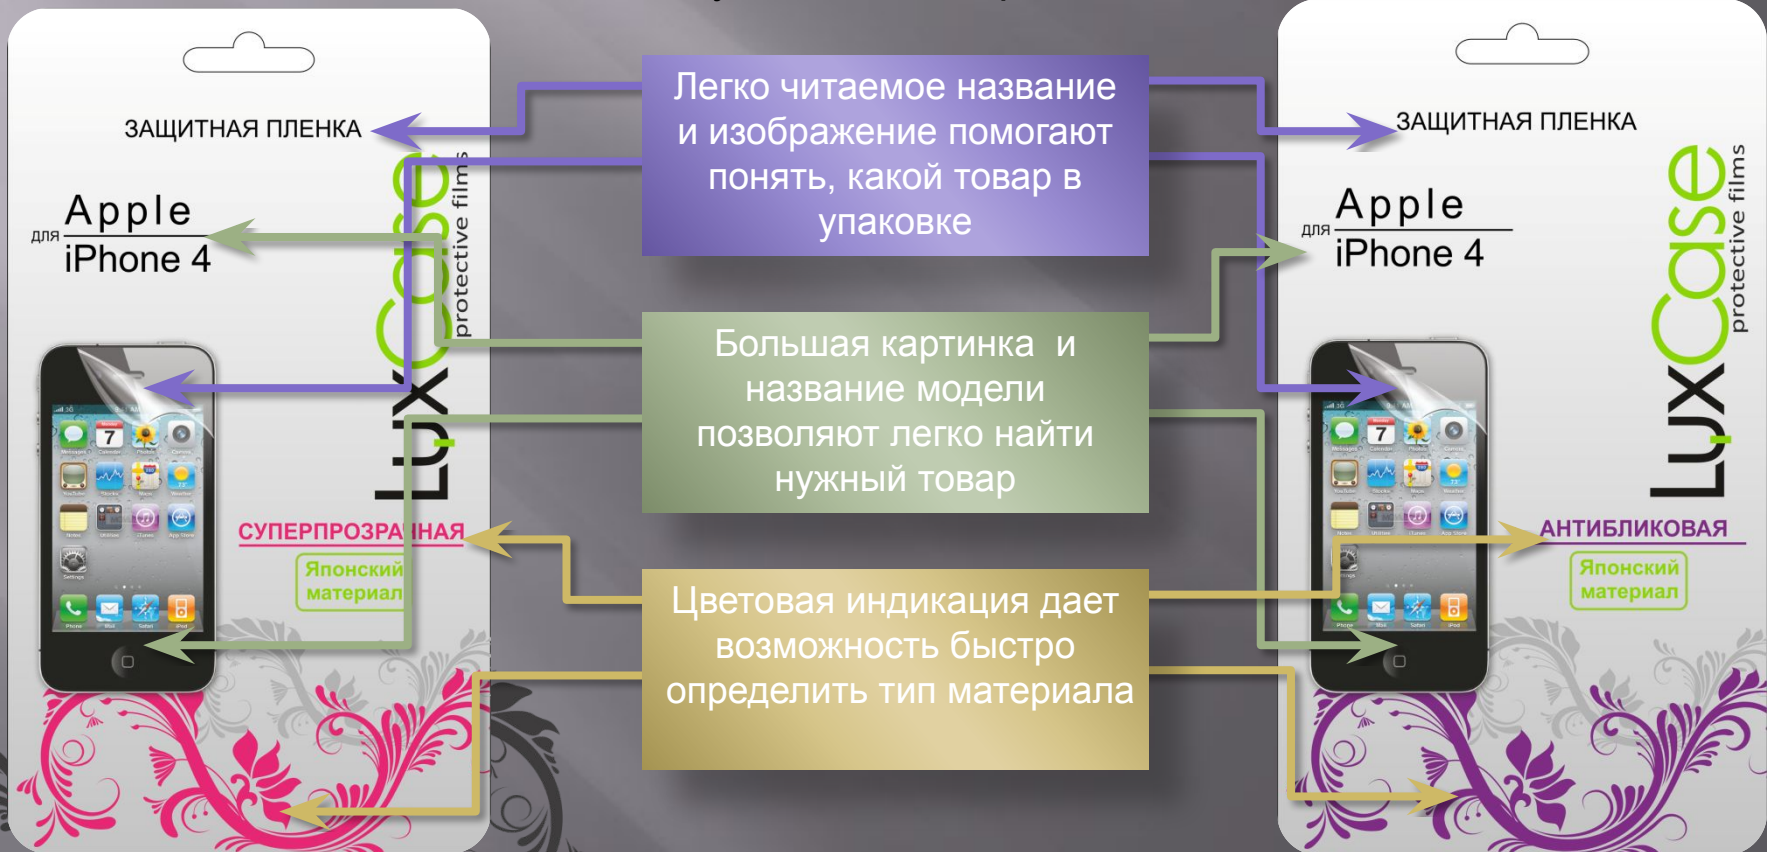 ЗАЩИТНАЯ ПЛЕНКА
для
Apple
iPhone 4
LuxCase
protective films
СУПЕРПРОЗРАЧНАЯ
Японский
материал
Легко читаемое название
и изображение помогают
понять, какой товар в
упаковке
Большая картинка и
название модели
позволяют легко найти
нужный товар
Цветовая индикация дает
возможность быстро
определить тип материала
ЗАЩИТНАЯ ПЛЕНКА
для
Apple
iPhone 4
LuxCase
protective films
АНТИБЛИКОВАЯ
Японский
материал